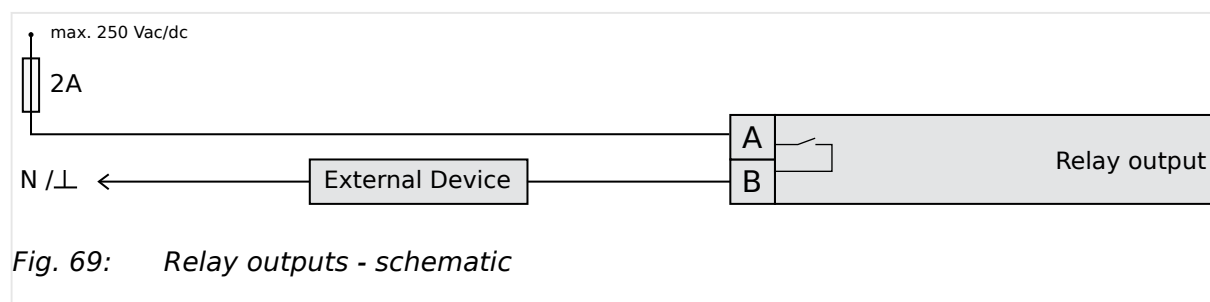 max. 250 Vac/dc
2A
A
Relay output
N /⊥
External Device
B
Fig. 69: Relay outputs - schematic